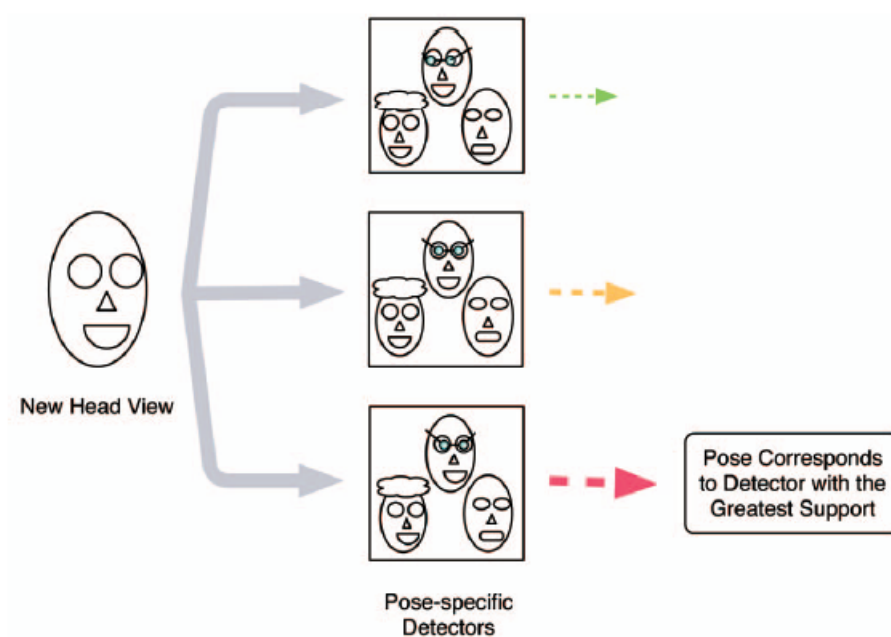 New Head View
Pose Corresponds
to Detector with the
Greatest Support
Pose-specific
Detectors